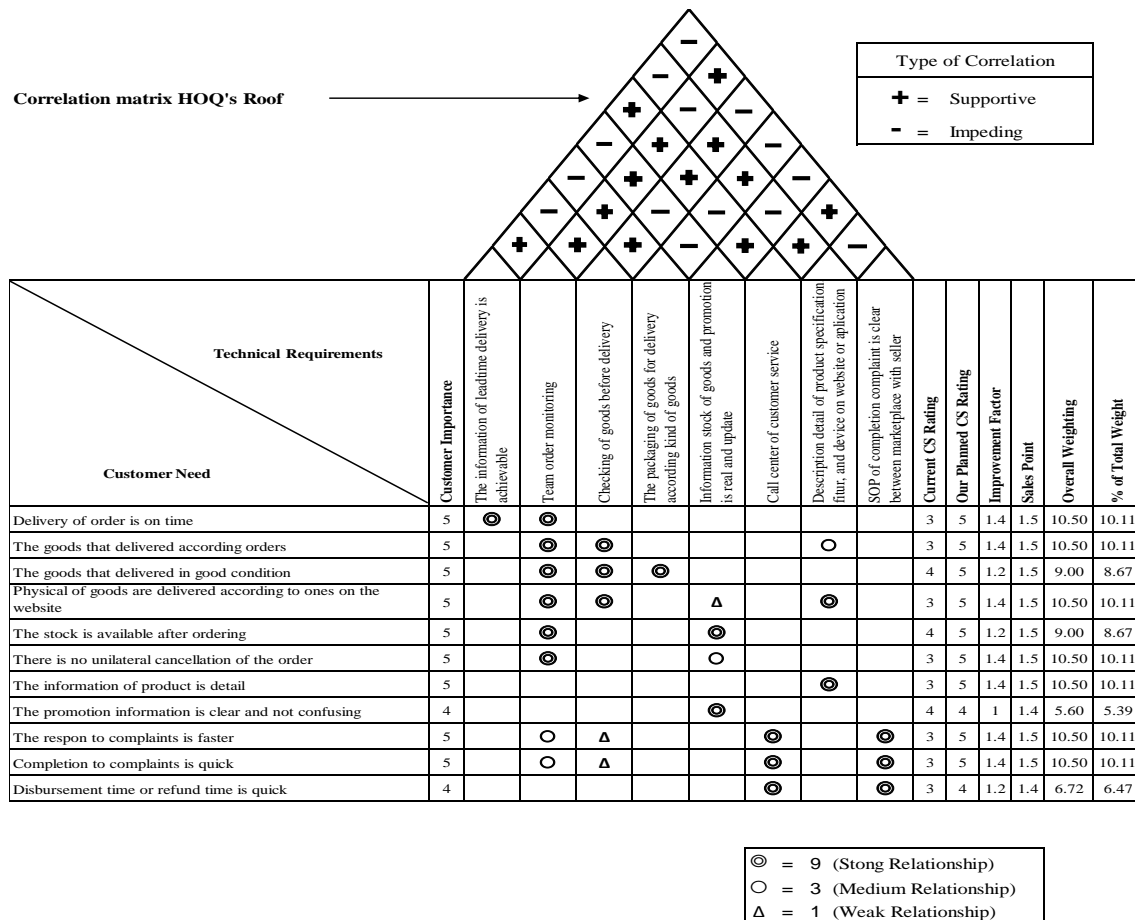 Correlation matrix HOQ's Roof
Type of Correlation
+ = Supportive
- = Impeding
−
− +
+ − −
− + + −
− + + + −
− + − − − +
+ + + − + + −
Technical Requirements
Customer Need
Customer Importance
The information of leadtime delivery is
achievable
Team order monitoring
Checking of goods before delivery
The packaging of goods for delivery
according kind of goods
Information stock of goods and promotion
is real and update
Call center of customer service
Description detail of product specification
fitur, and device on website or aplication
SOP of completion complaint is clear
between marketplace with seller
Current CS Rating
Our Planned CS Rating
Improvement Factor
Sales Point
Overall Weighting
% of Total Weight
Delivery of order is on time 5 ◎ ◎ 3 5 1.4 1.5 10.50 10.11
The goods that delivered according orders 5 ◎ ◎ ○ 3 5 1.4 1.5 10.50 10.11
The goods that delivered in good condition 5 ◎ ◎ ◎ 4 5 1.2 1.5 9.00 8.67
Physical of goods are delivered according to ones on the
website 5 ◎ ◎ Δ ◎ 3 5 1.4 1.5 10.50 10.11
The stock is available after ordering 5 ◎ ◎ 4 5 1.2 1.5 9.00 8.67
There is no unilateral cancellation of the order 5 ◎ ○ 3 5 1.4 1.5 10.50 10.11
The information of product is detail 5 ◎ 3 5 1.4 1.5 10.50 10.11
The promotion information is clear and not confusing 4 ◎ 4 4 1 1.4 5.60 5.39
The respon to complaints is faster 5 ○ Δ ◎ ◎ 3 5 1.4 1.5 10.50 10.11
Completion to complaints is quick 5 ○ Δ ◎ ◎ 3 5 1.4 1.5 10.50 10.11
Disbursement time or refund time is quick 4 ◎ ◎ 3 4 1.2 1.4 6.72 6.47
◎ = 9 (Stong Relationship)
○ = 3 (Medium Relationship)
Δ = 1 (Weak Relationship)